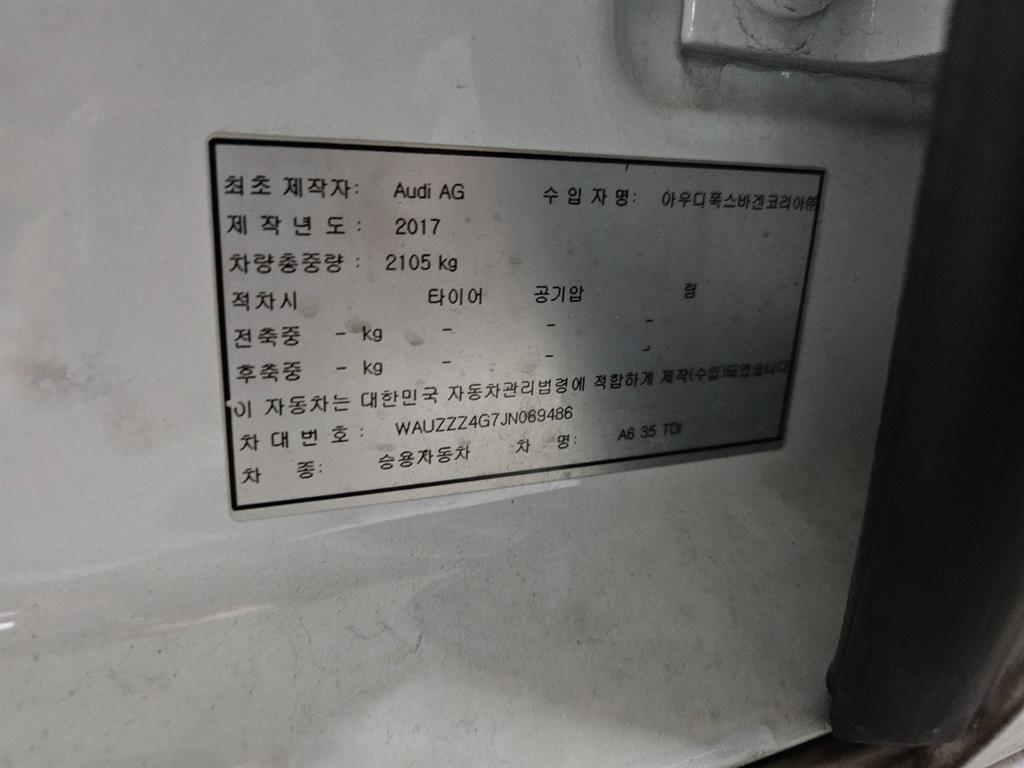 최초 제작자: Audi AG 수입자명: 아우디폭스바겐코리아㈜
제작년도: 2017
차량총중량: 2105 kg
적차시 타이어 공기압 림
전축중 - kg - - -
후축중 - kg - - -
이 자동차는 대한민국 자동차관리법령에 적합하게 제작(수입)되었습니다
차대번호: WAUZZZ4G7JN069486
차 종: 승용자동차 차 명: A6 35 TDI